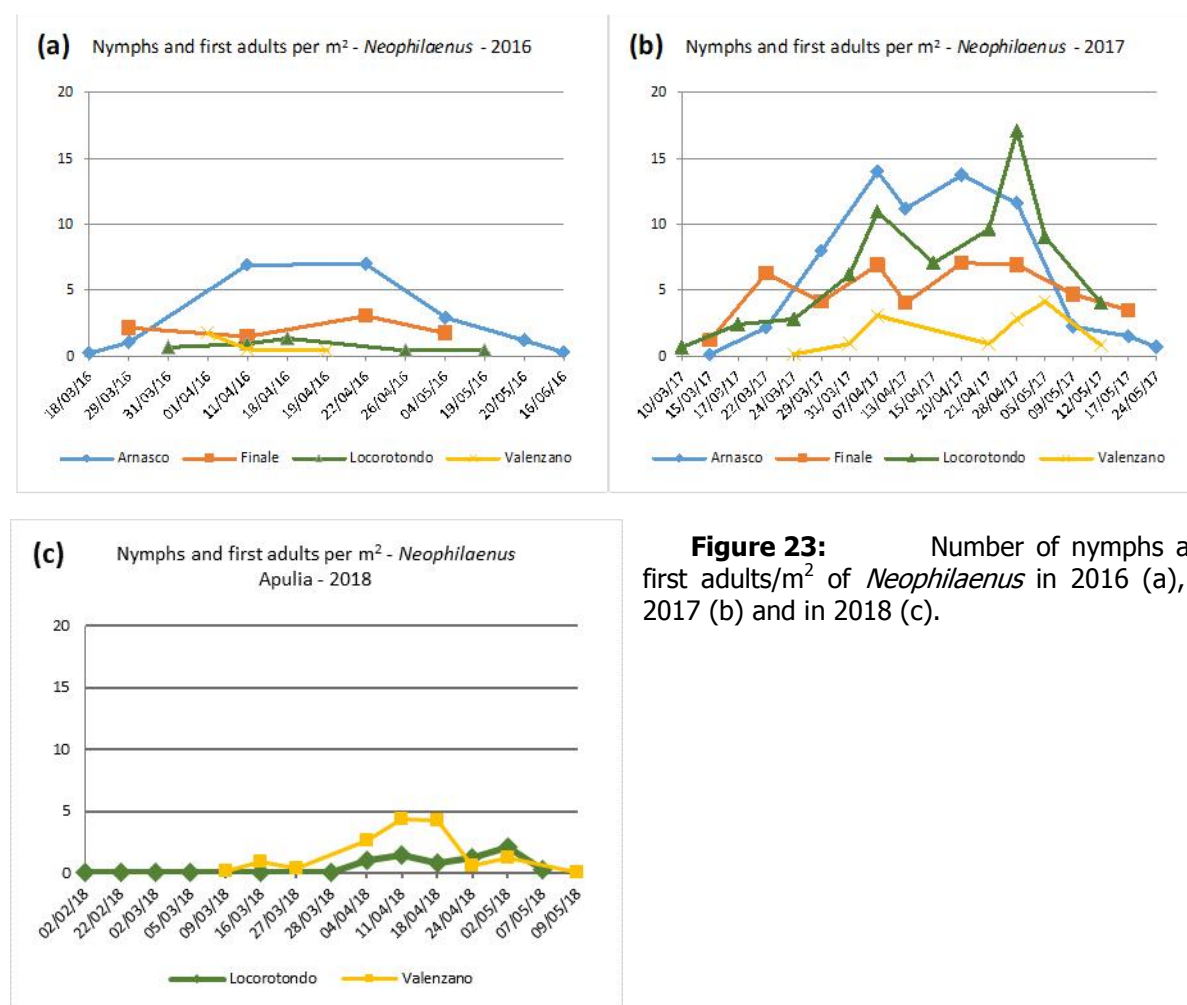 (a) Nymphs and first adults per m² - Neophilaenus - 2016
20
15
10
5
0
18/03/16 29/03/16 31/03/16 01/04/16 11/04/16 18/04/16 19/04/16 22/04/16 26/04/16 04/05/16 19/05/16 20/05/16 16/06/16
Arnasco Finale Locorotondo Valenzano
(b) Nymphs and first adults per m² - Neophilaenus - 2017
20
15
10
5
0
10/03/17 15/03/17 17/03/17 22/03/17 24/03/17 29/03/17 31/03/17 07/04/17 13/04/17 15/04/17 20/04/17 21/04/17 28/04/17 05/05/17 09/05/17 12/05/17 17/05/17 24/05/17
Arnasco Finale Locorotondo Valenzano
(c) Nymphs and first adults per m² - Neophilaenus
Apulia - 2018
20
15
10
5
0
02/02/18 22/02/18 02/03/18 05/03/18 09/03/18 16/03/18 27/03/18 28/03/18 04/04/18 11/04/18 18/04/18 24/04/18 02/05/18 07/05/18 09/05/18
Locorotondo Valenzano
Figure 23: Number of nymphs a
first adults/m² of Neophilaenus in 2016 (a),
2017 (b) and in 2018 (c).